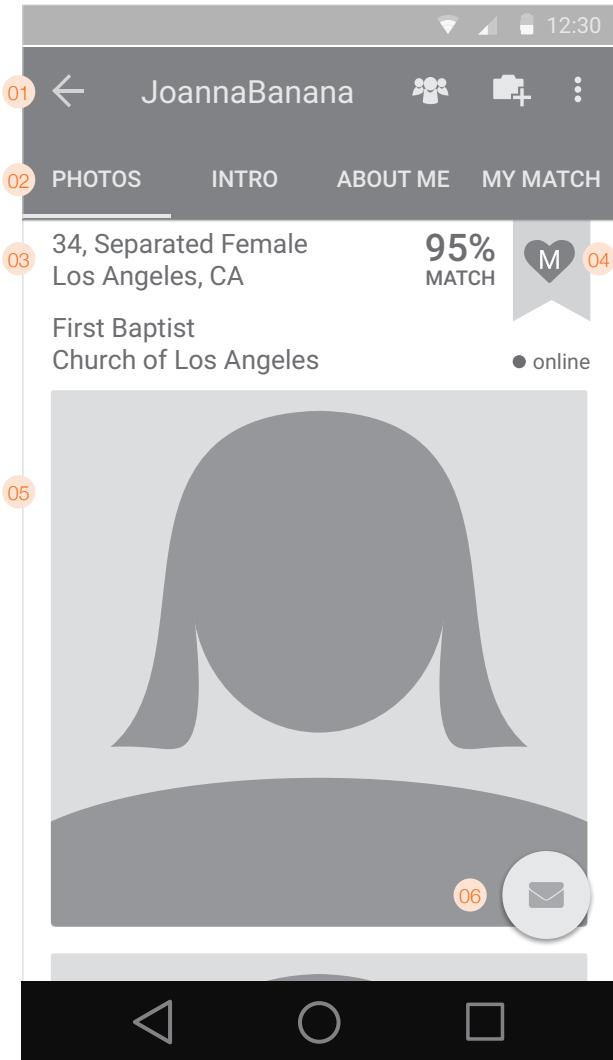 12:30
01
JoannaBanana
02
PHOTOS INTRO ABOUT ME MY MATCH
03
34, Separated Female
Los Angeles, CA
95%
MATCH
M
04
First Baptist
Church of Los Angeles
online
05
06